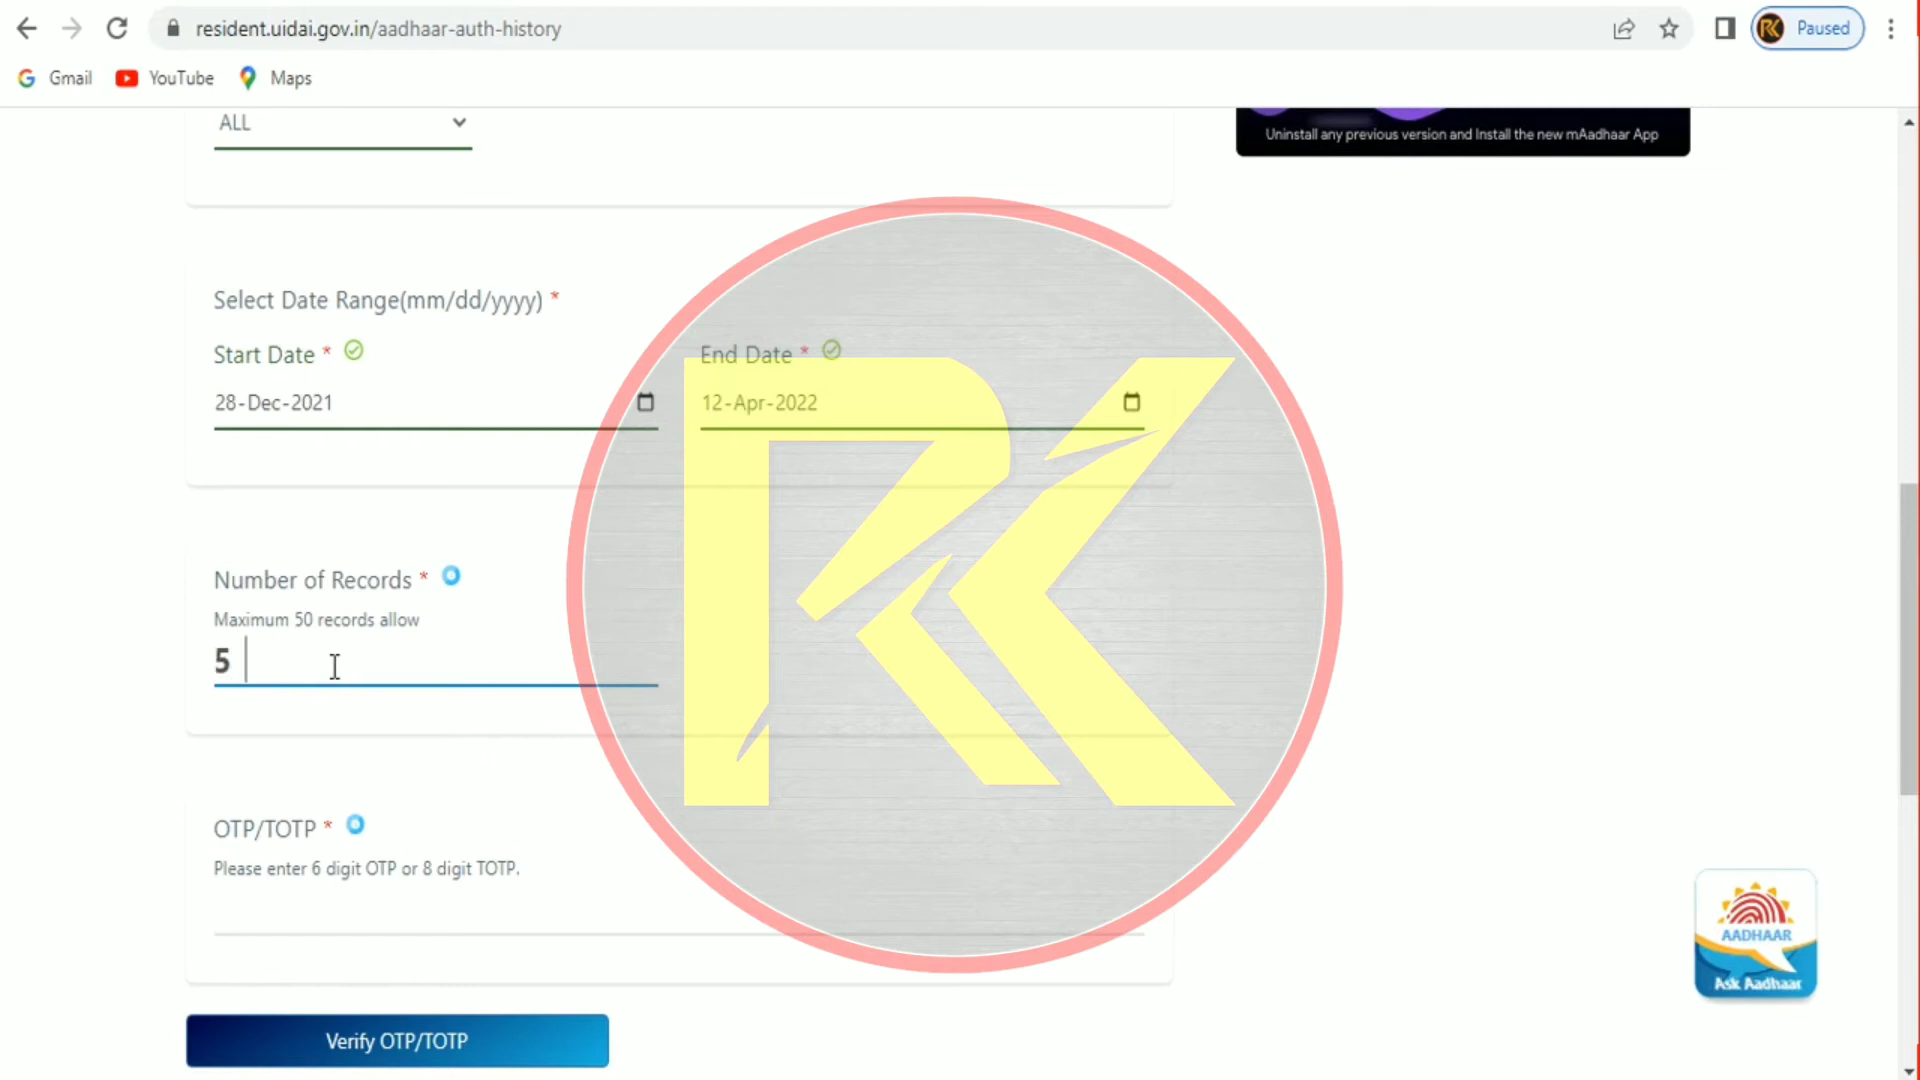 resident.uidai.gov.in/aadhaar-auth-history
RK
Paused
Gmail
YouTube
Maps
ALL
Uninstall any previous version and Install the new mAadhaar App
Select Date Range(mm/dd/yyyy) *
Start Date *
End Date *
28-Dec-2021
12-Apr-2022
RK
Number of Records *
Maximum 50 records allow
5
OTP/TOTP *
Please enter 6 digit OTP or 8 digit TOTP.
AADHAAR
Ask Aadhaar
Verify OTP/TOTP